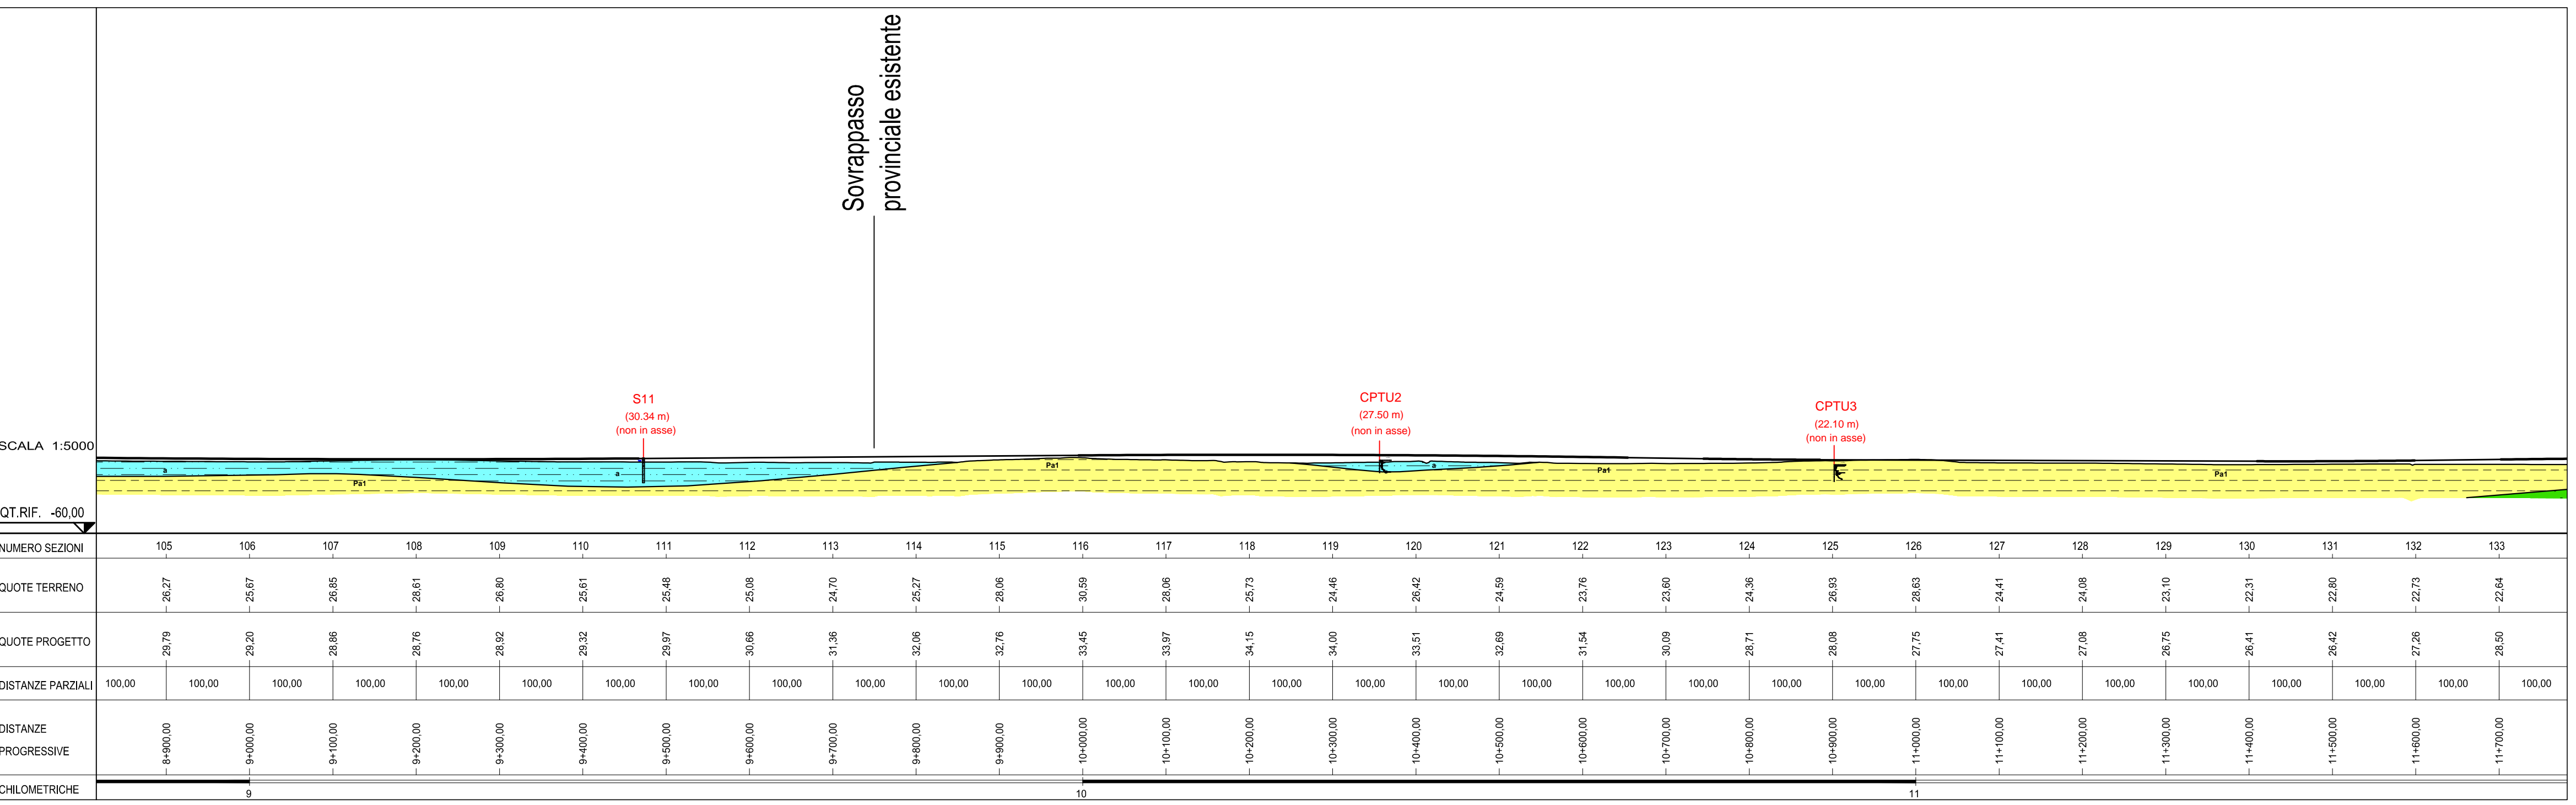 Sovrappasso
provinciale esistente
S11
(30.34 m)
(non in asse)
CPTU2
(27.50 m)
(non in asse)
CPTU3
(22.10 m)
(non in asse)
SCALA 1:5000
a
Pa1
a
Pa1
a
Pa1
Pa1
QT.RIF. -60,00
NUMERO SEZIONI 105 106 107 108 109 110 111 112 113 114 115 116 117 118 119 120 121 122 123 124 125 126 127 128 129 130 131 132 133
QUOTE TERRENO 26,27 25,67 26,85 28,61 26,80 25,61 25,48 25,08 24,70 25,27 28,06 30,59 28,06 25,73 24,46 26,42 24,59 23,76 23,60 24,36 26,93 28,63 24,41 24,08 23,10 22,31 22,80 22,73 22,64
QUOTE PROGETTO 29,79 29,20 28,86 28,76 28,92 29,32 29,97 30,66 31,36 32,06 32,76 33,45 33,97 34,15 34,00 33,51 32,69 31,54 30,09 28,71 28,08 27,75 27,41 27,08 26,75 26,41 26,42 27,26 28,50
DISTANZE PARZIALI 100,00 100,00 100,00 100,00 100,00 100,00 100,00 100,00 100,00 100,00 100,00 100,00 100,00 100,00 100,00 100,00 100,00 100,00 100,00 100,00 100,00 100,00 100,00 100,00 100,00 100,00 100,00 100,00 100,00 100,00
DISTANZE
PROGRESSIVE 8+900,00 9+000,00 9+100,00 9+200,00 9+300,00 9+400,00 9+500,00 9+600,00 9+700,00 9+800,00 9+900,00 10+000,00 10+100,00 10+200,00 10+300,00 10+400,00 10+500,00 10+600,00 10+700,00 10+800,00 10+900,00 11+000,00 11+100,00 11+200,00 11+300,00 11+400,00 11+500,00 11+600,00 11+700,00
CHILOMETRICHE 9 10 11